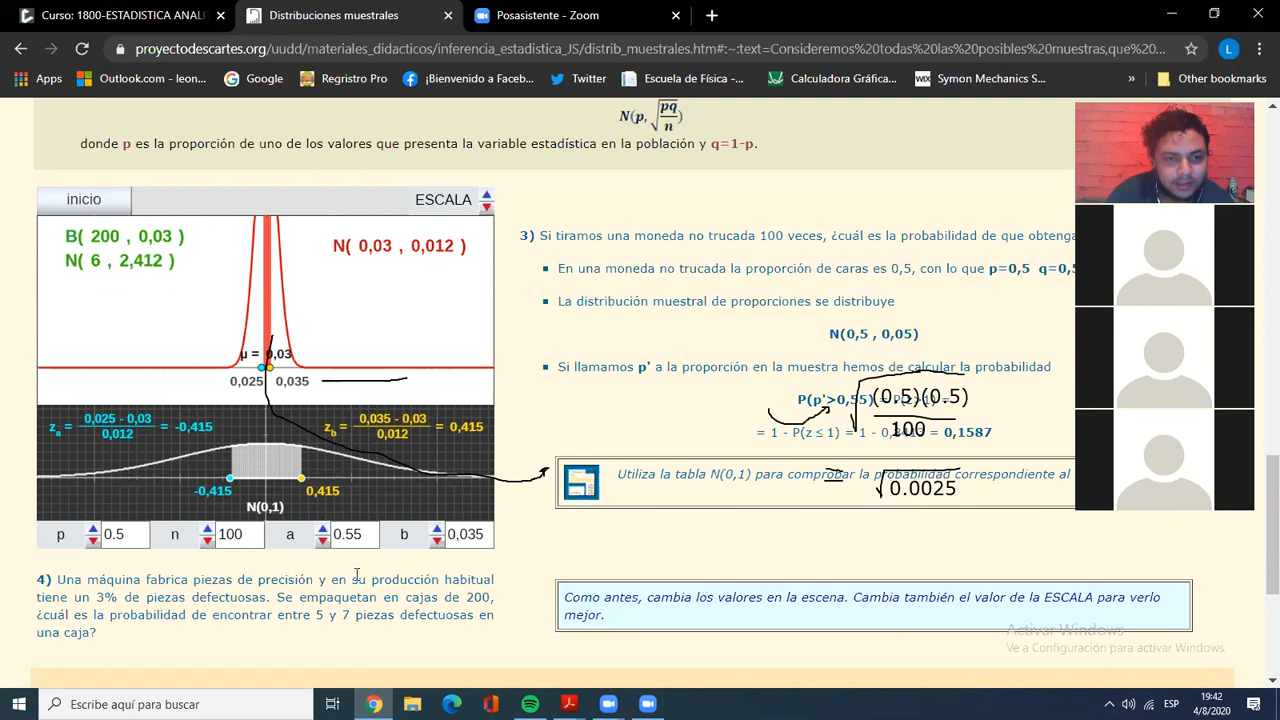 Curso: 1800-ESTADISTICA ANALI
Distribuciones muestrales
Posasistente - Zoom
proyectodescartes.org/uudd/materiales_didacticos/inferencia_estadistica_JS/distrib_muestrales.htm#:~:text=Consideremos%20todas%20las%20posibles%20muestras,que%20...
L
Apps
Outlook.com - leon...
Google
Registro Pro
¡Bienvenido a Faceb...
Twitter
Escuela de Física -...
Calculadora Gráfic...
WIX
Symon Mechanics S...
»
Other bookmarks
N(p, √pq/n)
donde p es la proporción de uno de los valores que presenta la variable estadística en la población y q=1-p.
inicio
ESCALA
B( 200 , 0,03 )
N( 6 , 2,412 )
N( 0,03 , 0,012 )
μ = 0,03
0,025
0,035
zₐ = 0,025 - 0,03 / 0,012 = -0,415
z_b = 0,035 - 0,03 / 0,012 = 0,415
-0,415
0,415
N(0,1)
p
0.5
n
100
a
0.55
b
0,035
3) Si tiramos una moneda no trucada 100 veces, ¿cuál es la probabilidad de que obtenga
En una moneda no trucada la proporción de caras es 0,5, con lo que p=0,5 q=0,5
La distribución muestral de proporciones se distribuye
N(0,5 , 0,05)
Si llamamos p' a la proporción en la muestra hemos de calcular la probabilidad
P(p'>0,55) = P(z>1) =
= 1 - P(z ≤ 1) = 1 - 0,8413 = 0,1587
√(0.5)(0.5)
100
Utiliza la tabla N(0,1) para comprobar la probabilidad correspondiente al
= √0.0025
4) Una máquina fabrica piezas de precisión y en su producción habitual
tiene un 3% de piezas defectuosas. Se empaquetan en cajas de 200,
¿cuál es la probabilidad de encontrar entre 5 y 7 piezas defectuosas en
una caja?
Como antes, cambia los valores en la escena. Cambia también el valor de la ESCALA para verlo
mejor.
Activar Windows
Ve a Configuración para activar Windows.
Escribe aquí para buscar
ESP
19:42
4/8/2020